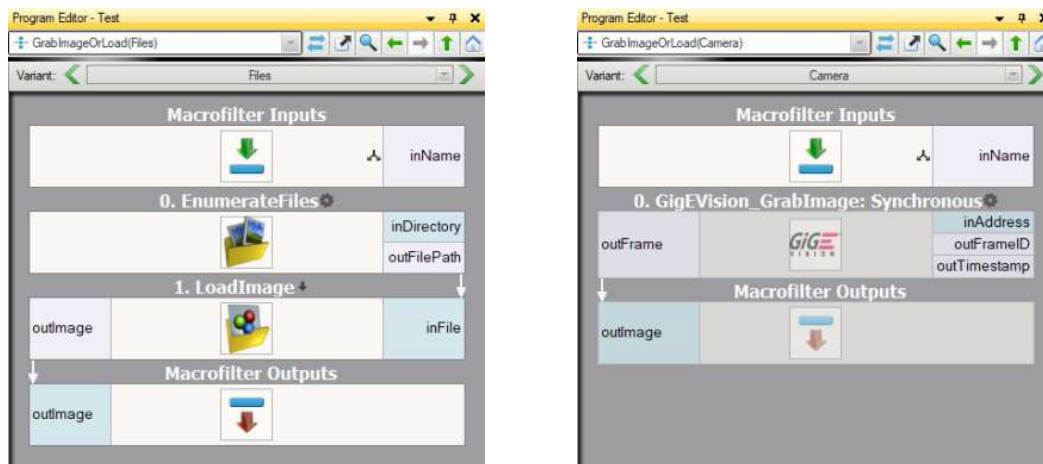 Program Editor - Test
GrabImageOrLoad(Files)
Variant:
Files
Macrofilter Inputs
inName
0. EnumerateFiles
inDirectory
outFilePath
1. LoadImage
outImage
inFile
Macrofilter Outputs
outImage
Program Editor - Test
GrabImageOrLoad(Camera)
Variant:
Camera
Macrofilter Inputs
inName
0. GigEVision_GrabImage: Synchronous
outFrame
GiGE
VISION
inAddress
outFrameID
outTimestamp
Macrofilter Outputs
outImage